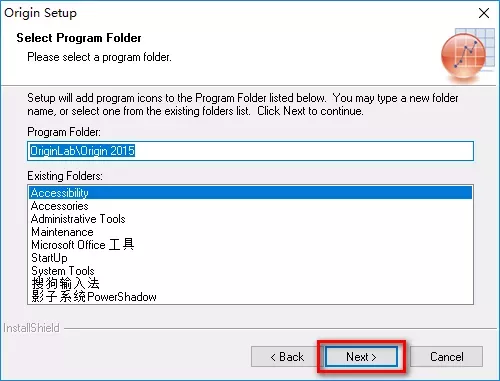 Origin Setup
Select Program Folder
Please select a program folder.
Setup will add program icons to the Program Folder listed below. You may type a new folder
name, or select one from the existing folders list. Click Next to continue.
Program Folder:
OriginLab\Origin 2015
Existing Folders:
Accessibility
Accessories
Administrative Tools
Maintenance
Microsoft Office 工具
StartUp
System Tools
搜狗输入法
影子系统PowerShadow
InstallShield
< Back
Next >
Cancel